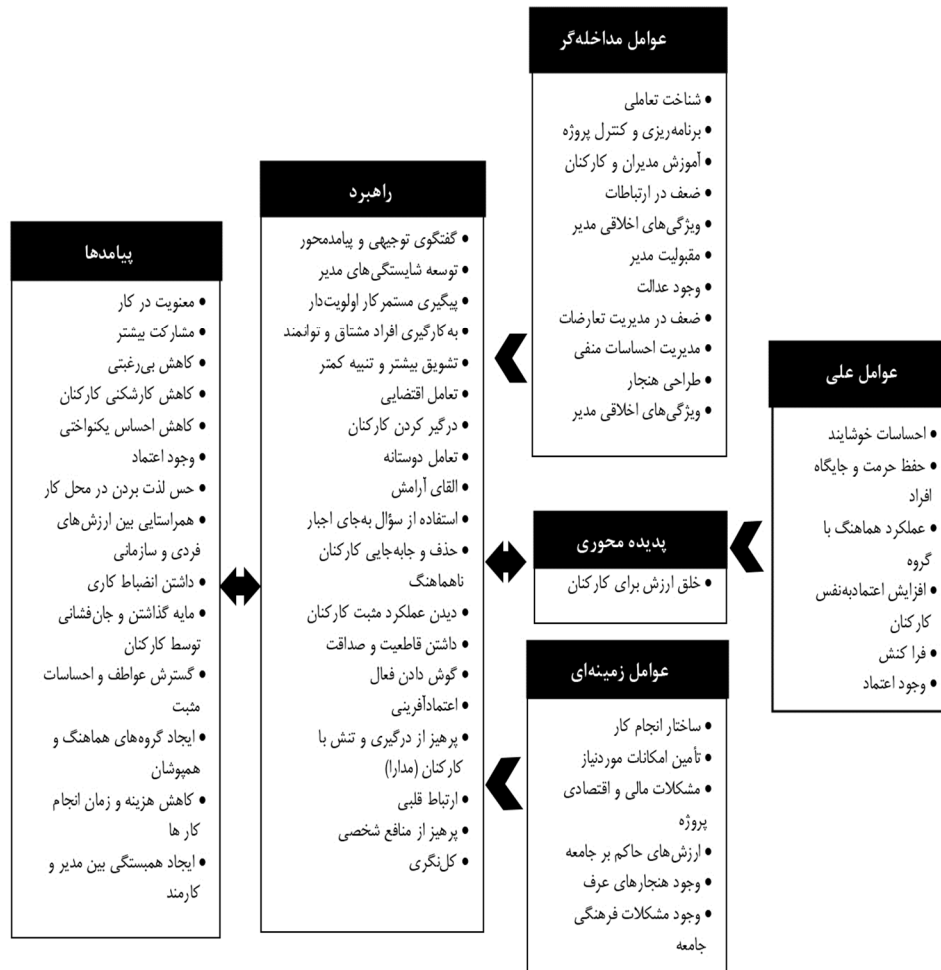 عوامل مداخله‌گر
• شناخت تعاملی
• برنامه‌ریزی و کنترل پروژه
• آموزش مدیران و کارکنان
• ضعف در ارتباطات
• ویژگی‌های اخلاقی مدیر
• مقبولیت مدیر
• وجود عدالت
• ضعف در مدیریت تعارضات
• مدیریت احساسات منفی
• طراحی هنجار
• ویژگی‌های اخلاقی مدیر
عوامل علی
• احساسات خوشایند
• حفظ حرمت و جایگاه
افراد
• عملکرد هماهنگ با
گروه
• افزایش اعتمادبه‌نفس
کارکنان
• فرا کنش
• وجود اعتماد
پدیده محوری
• خلق ارزش برای کارکنان
عوامل زمینه‌ای
• ساختار انجام کار
• تأمین امکانات موردنیاز
• مشکلات مالی و اقتصادی
پروژه
• ارزش‌های حاکم بر جامعه
• وجود هنجارهای عرف
• وجود مشکلات فرهنگی
جامعه
راهبرد
• گفتگوی توجیهی و پیامدمحور
• توسعه شایستگی‌های مدیر
• پیگیری مستمر کار اولویت‌دار
• به‌کارگیری افراد مشتاق و توانمند
• تشویق بیشتر و تنبیه کمتر
• تعامل اقتضایی
• درگیر کردن کارکنان
• تعامل دوستانه
• القای آرامش
• استفاده از سؤال به‌جای اجبار
• حذف و جابه‌جایی کارکنان
ناهماهنگ
• دیدن عملکرد مثبت کارکنان
• داشتن قاطعیت و صداقت
• گوش دادن فعال
• اعتمادآفرینی
• پرهیز از درگیری و تنش با
کارکنان (مدارا)
• ارتباط قلبی
• پرهیز از منافع شخصی
• کل‌نگری
پیامدها
• معنویت در کار
• مشارکت بیشتر
• کاهش بی‌رغبتی
• کاهش کارشکنی کارکنان
• کاهش احساس یکنواختی
• وجود اعتماد
• حس لذت بردن در محل کار
• همراستایی بین ارزش‌های
فردی و سازمانی
• داشتن انضباط کاری
• مایه گذاشتن و جان‌فشانی
توسط کارکنان
• گسترش عواطف و احساسات
مثبت
• ایجاد گروه‌های هماهنگ و
همپوشان
• کاهش هزینه و زمان انجام
کار ها
• ایجاد همبستگی بین مدیر و
کارمند